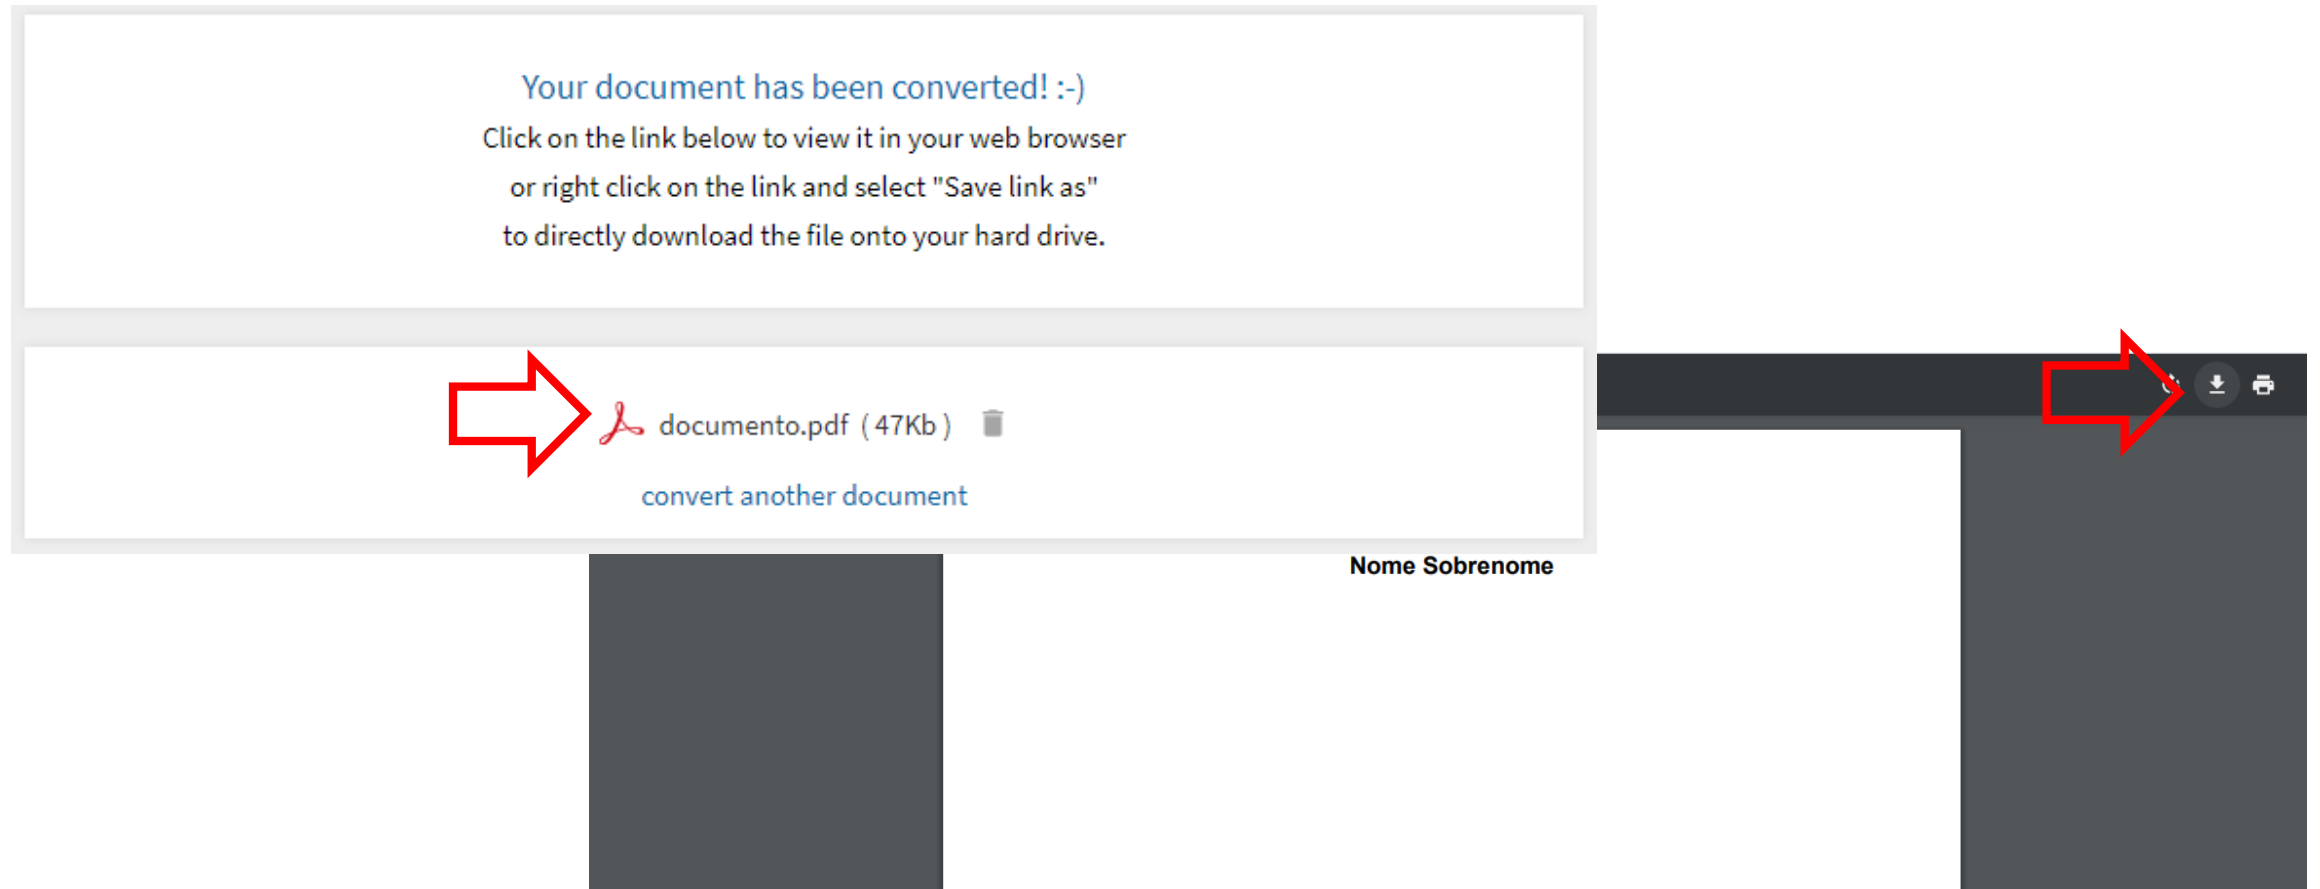 Your document has been converted! :-)
Click on the link below to view it in your web browser
or right click on the link and select "Save link as"
to directly download the file onto your hard drive.
documento.pdf ( 47Kb )
convert another document
Nome Sobrenome